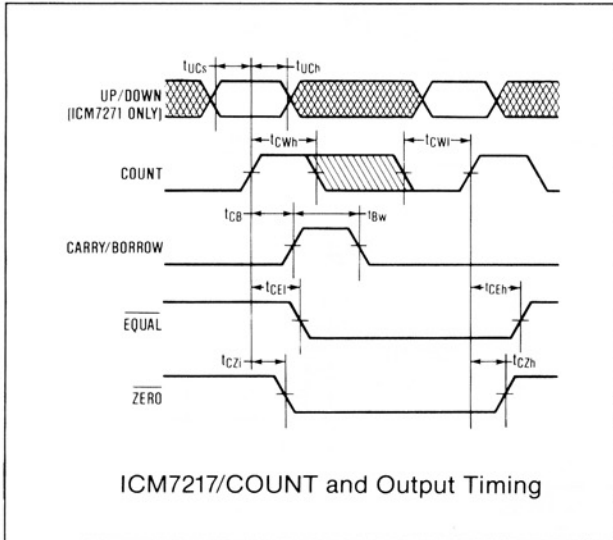 tUCs tUCh
UP/DOWN
(ICM7271 ONLY)
tCWh tCWl
COUNT
tCB tBw
CARRY/BORROW
tCEl tCEh
EQUAL
tCZl tCZh
ZERO
ICM7217/COUNT and Output Timing